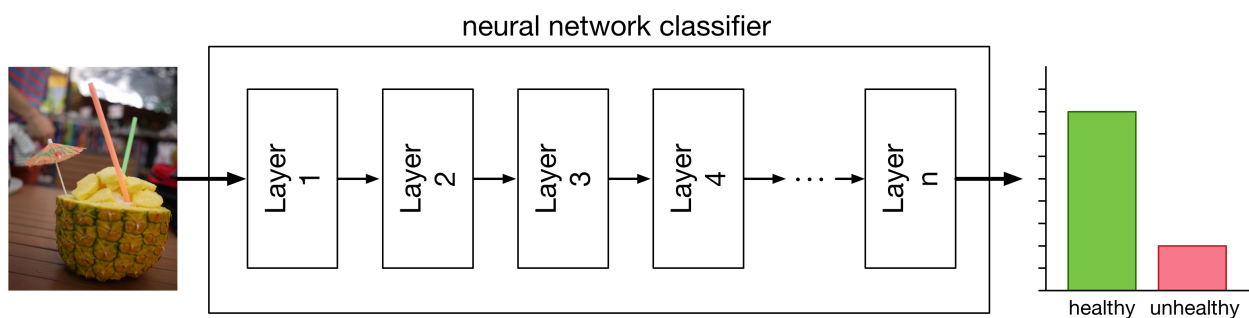 neural network classifier
Layer
1
Layer
2
Layer
3
Layer
4
...
Layer
n
healthy
unhealthy